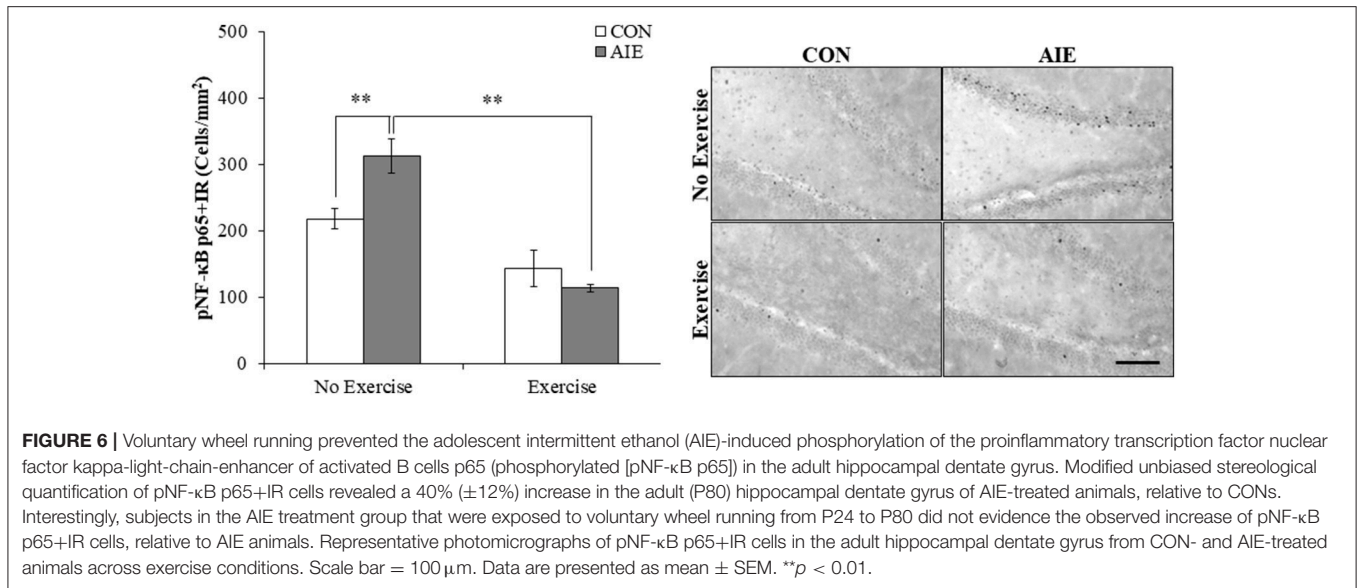 500
400
300
200
100
0
pNF-κB p65+IR (Cells/mm²)
CON
AIE
**
**
No Exercise
Exercise
CON
AIE
No Exercise
Exercise
FIGURE 6 | Voluntary wheel running prevented the adolescent intermittent ethanol (AIE)-induced phosphorylation of the proinflammatory transcription factor nuclear
factor kappa-light-chain-enhancer of activated B cells p65 (phosphorylated [pNF-κB p65]) in the adult hippocampal dentate gyrus. Modified unbiased stereological
quantification of pNF-κB p65+IR cells revealed a 40% (±12%) increase in the adult (P80) hippocampal dentate gyrus of AIE-treated animals, relative to CONs.
Interestingly, subjects in the AIE treatment group that were exposed to voluntary wheel running from P24 to P80 did not evidence the observed increase of pNF-κB
p65+IR cells, relative to AIE animals. Representative photomicrographs of pNF-κB p65+IR cells in the adult hippocampal dentate gyrus from CON- and AIE-treated
animals across exercise conditions. Scale bar = 100 μm. Data are presented as mean ± SEM. **p < 0.01.